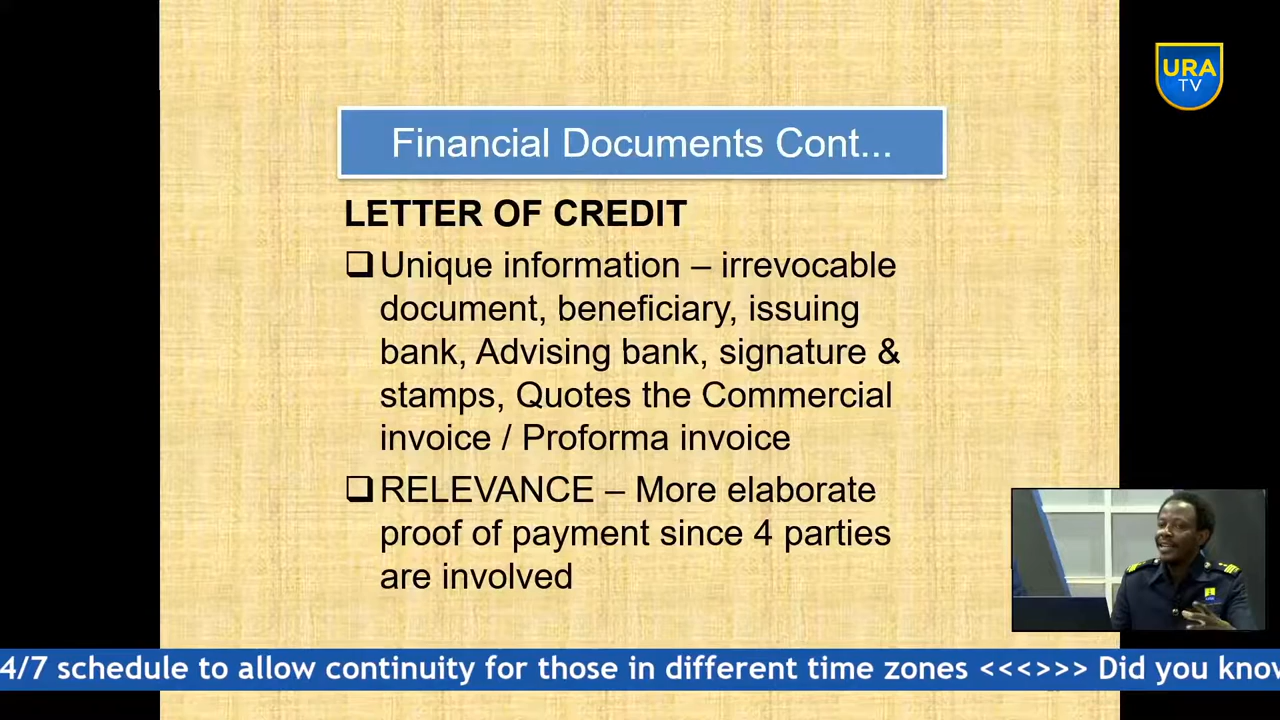 URA
TV
Financial Documents Cont...
LETTER OF CREDIT
❑ Unique information – irrevocable
document, beneficiary, issuing
bank, Advising bank, signature &
stamps, Quotes the Commercial
invoice / Proforma invoice
❑ RELEVANCE – More elaborate
proof of payment since 4 parties
are involved
4/7 schedule to allow continuity for those in different time zones <<<>>> Did you know